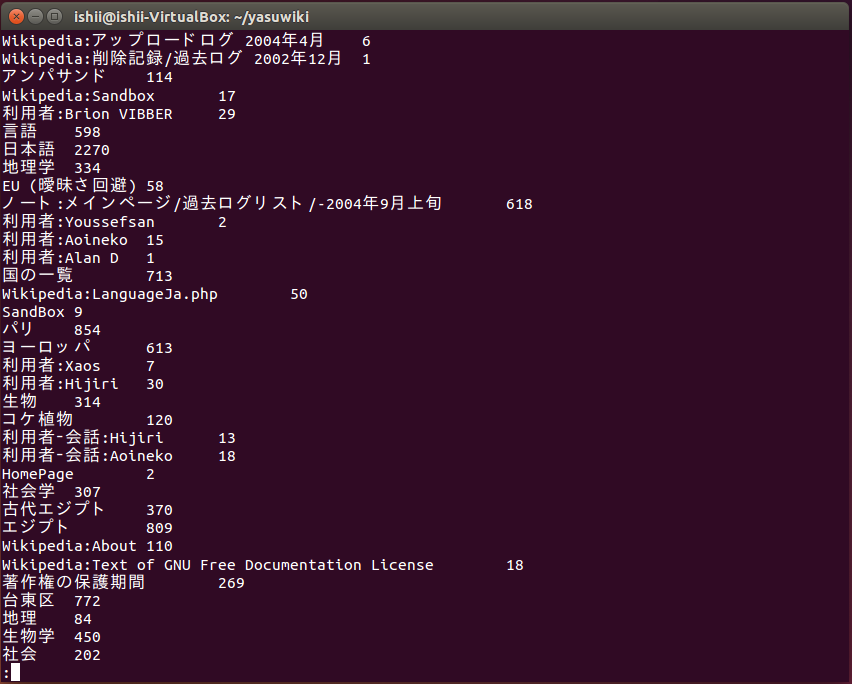 ishii@ishii-VirtualBox: ~/yasuwiki
Wikipedia:アップロードログ 2004年4月 6
Wikipedia:削除記録/過去ログ 2002年12月 1
アンパサンド 114
Wikipedia:Sandbox 17
利用者:Brion VIBBER 29
言語 598
日本語 2270
地理学 334
EU (曖昧さ回避) 58
ノート:メインページ/過去ログリスト/-2004年9月上旬 618
利用者:Youssefsan 2
利用者:Aoineko 15
利用者:Alan D 1
国の一覧 713
Wikipedia:LanguageJa.php 50
SandBox 9
パリ 854
ヨーロッパ 613
利用者:Xaos 7
利用者:Hijiri 30
生物 314
コケ植物 120
利用者‐会話:Hijiri 13
利用者‐会話:Aoineko 18
HomePage 2
社会学 307
古代エジプト 370
エジプト 809
Wikipedia:About 110
Wikipedia:Text of GNU Free Documentation License 18
著作権の保護期間 269
台東区 772
地理 84
生物学 450
社会 202
: